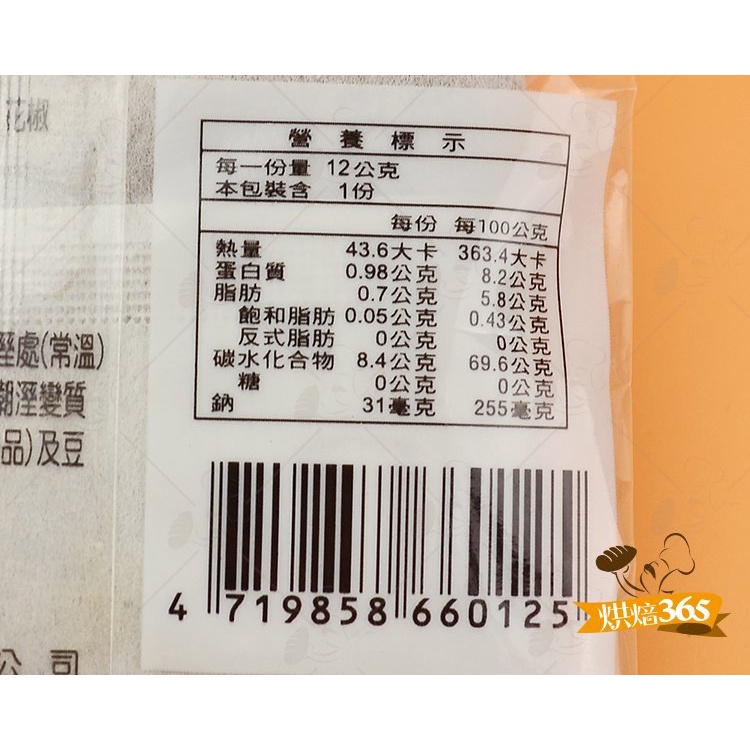 花椒
營養標示
每一份量 12公克
本包裝含 1份
每份 每100公克
熱量 43.6大卡 363.4大卡
蛋白質 0.98公克 8.2公克
脂肪 0.7公克 5.8公克
飽和脂肪 0.05公克 0.43公克
反式脂肪 0公克 0公克
碳水化合物 8.4公克 69.6公克
糖 0公克 0公克
鈉 31毫克 255毫克
處(常溫)
潮溼變質
品)及豆
4 719858 660125
公司
烘焙365